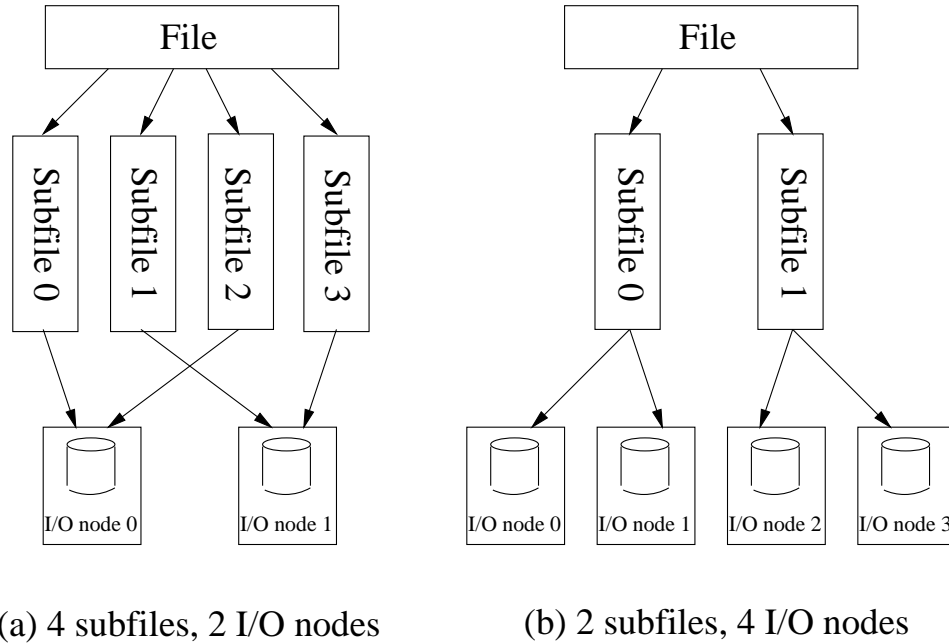 File
Subfile 0
Subfile 1
Subfile 2
Subfile 3
I/O node 0
I/O node 1
(a) 4 subfiles, 2 I/O nodes
File
Subfile 0
Subfile 1
I/O node 0
I/O node 1
I/O node 2
I/O node 3
(b) 2 subfiles, 4 I/O nodes